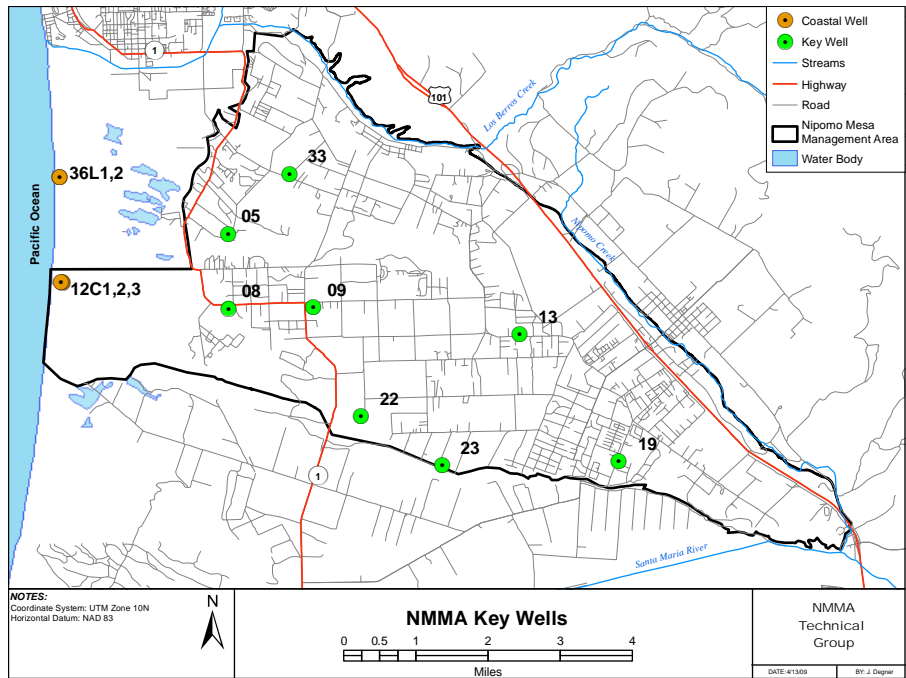 Coastal Well
Key Well
Streams
Highway
Road
Nipomo Mesa
Management Area
Water Body
1
101
Los Berros Creek
33
36L1,2
05
Pacific Ocean
Nipomo Creek
12C1,2,3
08
09
13
22
23
19
1
Santa Maria River
NOTES:
Coordinate System: UTM Zone 10N
Horizontal Datum: NAD 83
N
NMMA Key Wells
0 0.5 1 2 3 4
Miles
NMMA
Technical
Group
DATE:4/13/09
BY: J. Degner